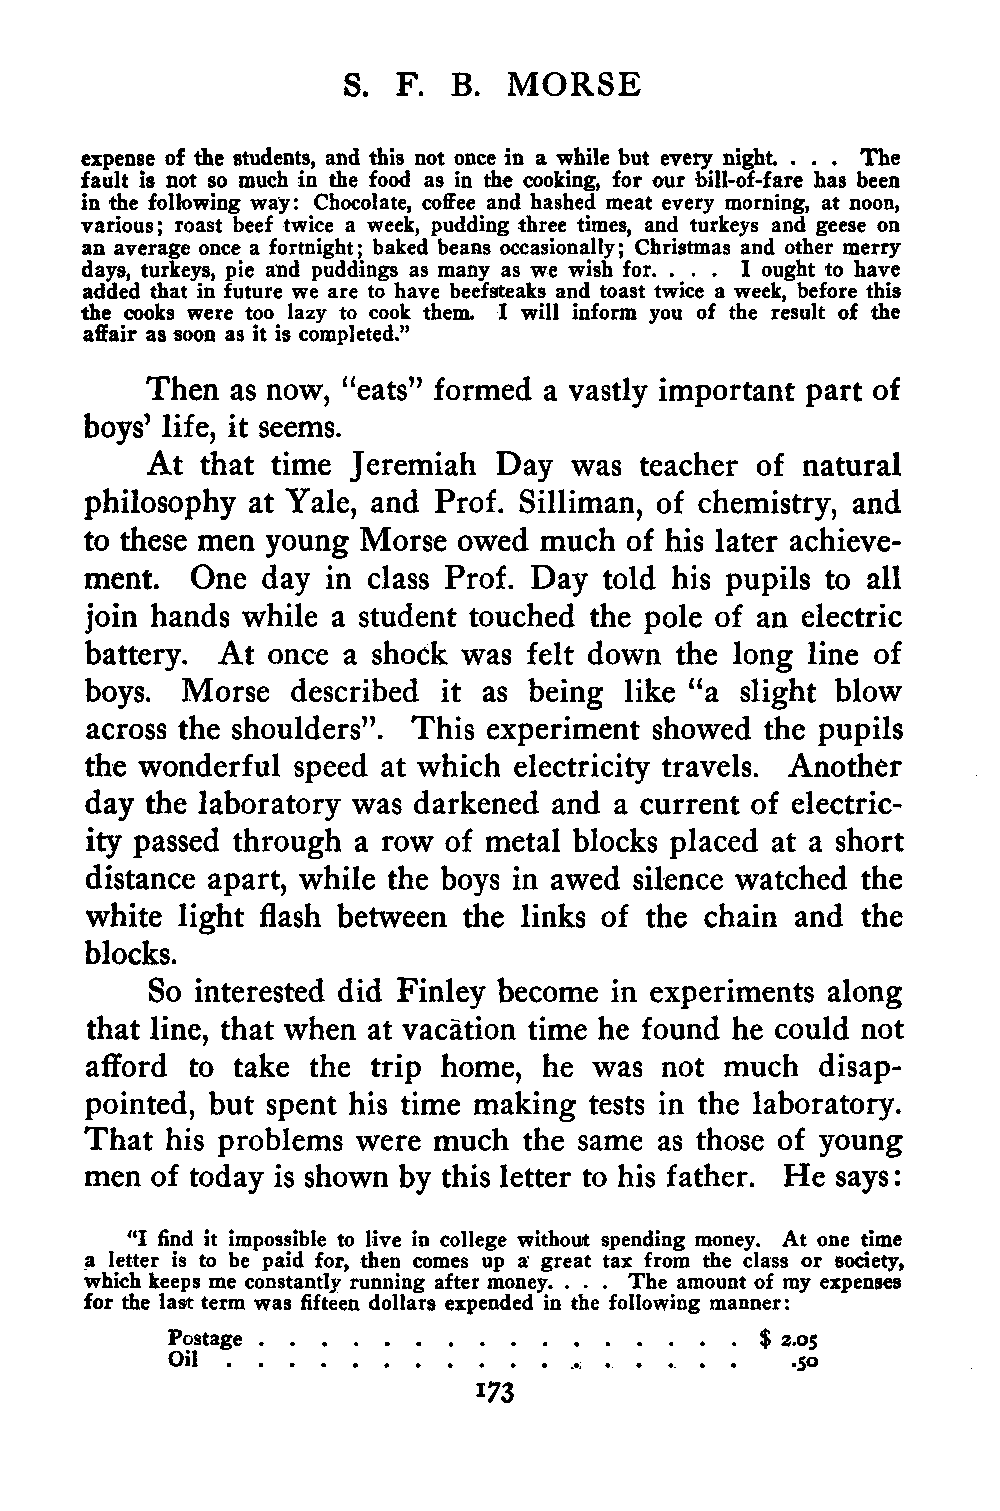 S. F. B. MORSE
expense of the students, and this not once in a while but every night. . . . The
fault is not so much in the food as in the cooking, for our bill-of-fare has been
in the following way: Chocolate, coffee and hashed meat every morning, at noon,
various; roast beef twice a week, pudding three times, and turkeys and geese on
an average once a fortnight; baked beans occasionally; Christmas and other merry
days, turkeys, pie and puddings as many as we wish for. . . . I ought to have
added that in future we are to have beefsteaks and toast twice a week, before this
the cooks were too lazy to cook them. I will inform you of the result of the
affair as soon as it is completed.”
Then as now, “eats” formed a vastly important part of
boys’ life, it seems.
At that time Jeremiah Day was teacher of natural
philosophy at Yale, and Prof. Silliman, of chemistry, and
to these men young Morse owed much of his later achieve-
ment. One day in class Prof. Day told his pupils to all
join hands while a student touched the pole of an electric
battery. At once a shock was felt down the long line of
boys. Morse described it as being like “a slight blow
across the shoulders”. This experiment showed the pupils
the wonderful speed at which electricity travels. Another
day the laboratory was darkened and a current of electric-
ity passed through a row of metal blocks placed at a short
distance apart, while the boys in awed silence watched the
white light flash between the links of the chain and the
blocks.
So interested did Finley become in experiments along
that line, that when at vacation time he found he could not
afford to take the trip home, he was not much disap-
pointed, but spent his time making tests in the laboratory.
That his problems were much the same as those of young
men of today is shown by this letter to his father. He says:
“I find it impossible to live in college without spending money. At one time
a letter is to be paid for, then comes up a great tax from the class or society,
which keeps me constantly running after money. . . . The amount of my expenses
for the last term was fifteen dollars expended in the following manner:
Postage . . . . . . . . . . . . . . . . $ 2.05
Oil . . . . . . . . . . . . . . . . . .50
173